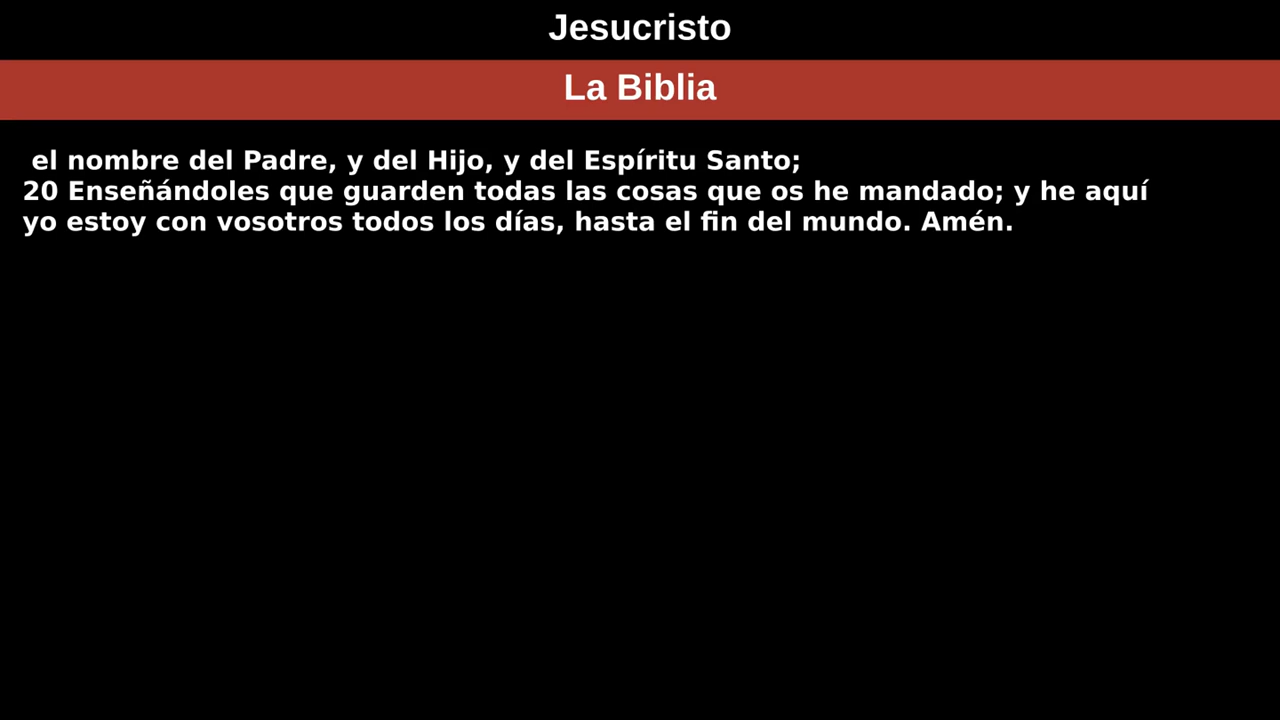 Jesucristo
La Biblia
el nombre del Padre, y del Hijo, y del Espíritu Santo;
20 Enseñándoles que guarden todas las cosas que os he mandado; y he aquí
yo estoy con vosotros todos los días, hasta el fin del mundo. Amén.